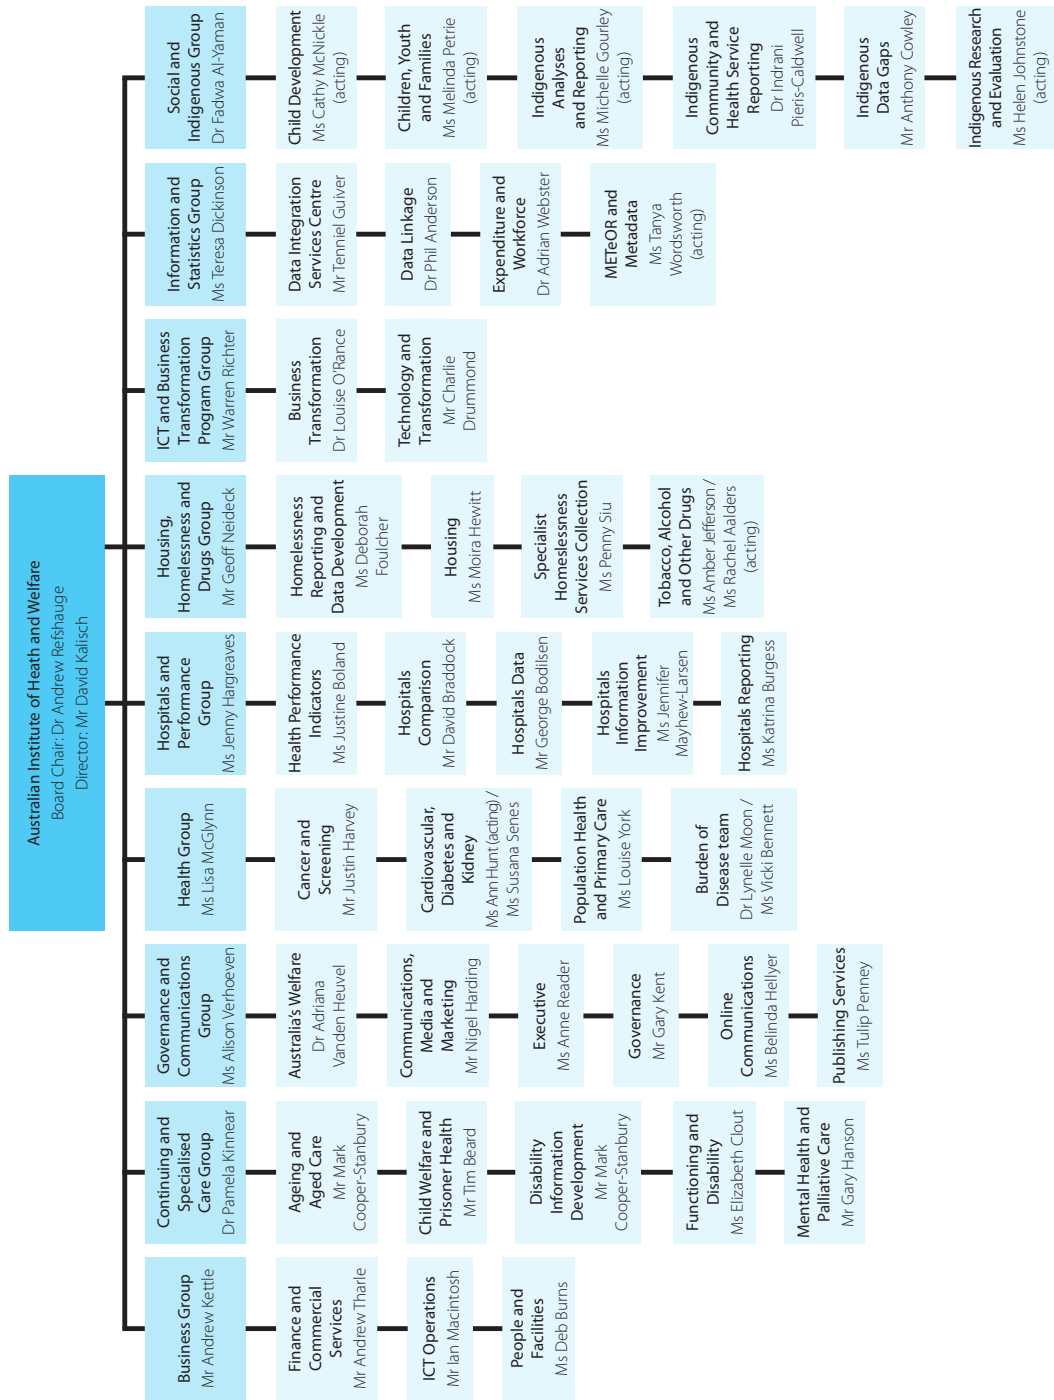 Australian Institute of Heath and Welfare
Board Chair: Dr Andrew Refshauge
Director: Mr David Kalisch
Business Group
Mr Andrew Kettle
Finance and
Commercial
Services
Mr Andrew Tharle
ICT Operations
Mr Ian Macintosh
People and
Facilities
Ms Deb Burns
Continuing and
Specialised
Care Group
Dr Pamela Kinnear
Ageing and
Aged Care
Mr Mark
Cooper-Stanbury
Child Welfare and
Prisoner Health
Mr Tim Beard
Disability
Information
Development
Mr Mark
Cooper-Stanbury
Functioning and
Disability
Ms Elizabeth Clout
Mental Health and
Palliative Care
Mr Gary Hanson
Governance and
Communications
Group
Ms Alison Verhoeven
Australia's Welfare
Dr Adriana
Vanden Heuvel
Communications,
Media and
Marketing
Mr Nigel Harding
Executive
Ms Anne Reader
Governance
Mr Gary Kent
Online
Communications
Ms Belinda Hellyer
Publishing Services
Ms Tulip Penney
Health Group
Ms Lisa McGlynn
Cancer and
Screening
Mr Justin Harvey
Cardiovascular,
Diabetes and
Kidney
Ms Ann Hunt (acting) /
Ms Susana Senes
Population Health
and Primary Care
Ms Louise York
Burden of
Disease team
Dr Lynelle Moon /
Ms Vicki Bennett
Hospitals and
Performance
Group
Ms Jenny Hargreaves
Health Performance
Indicators
Ms Justine Boland
Hospitals
Comparison
Mr David Braddock
Hospitals Data
Mr George Bodilsen
Hospitals
Information
Improvement
Ms Jennifer
Mayhew-Larsen
Hospitals Reporting
Ms Katrina Burgess
Housing,
Homelessness and
Drugs Group
Mr Geoff Neideck
Homelessness
Reporting and
Data Development
Ms Deborah
Foulcher
Housing
Ms Moira Hewitt
Specialist
Homeslessness
Services Collection
Ms Penny Siu
Tobacco, Alcohol
and Other Drugs
Ms Amber Jefferson /
Ms Rachel Aalders
(acting)
ICT and Business
Transformation
Program Group
Mr Warren Richter
Business
Transformation
Dr Louise O'Rance
Technology and
Transformation
Mr Charlie
Drummond
Information and
Statistics Group
Ms Teresa Dickinson
Data Integration
Services Centre
Mr Tenniel Guiver
Data Linkage
Dr Phil Anderson
Expenditure and
Workforce
Dr Adrian Webster
METeOR and
Metadata
Ms Tanya
Wordsworth
(acting)
Social and
Indigenous Group
Dr Fadwa Al-Yaman
Child Development
Ms Cathy McNickle
(acting)
Children, Youth
and Families
Ms Melinda Petrie
(acting)
Indigenous
Analyses
and Reporting
Ms Michelle Gourley
(acting)
Indigenous
Community and
Health Service
Reporting
Dr Indrani
Pieris-Caldwell
Indigenous
Data Gaps
Mr Anthony Cowley
Indigenous Research
and Evaluation
Ms Helen Johnstone
(acting)